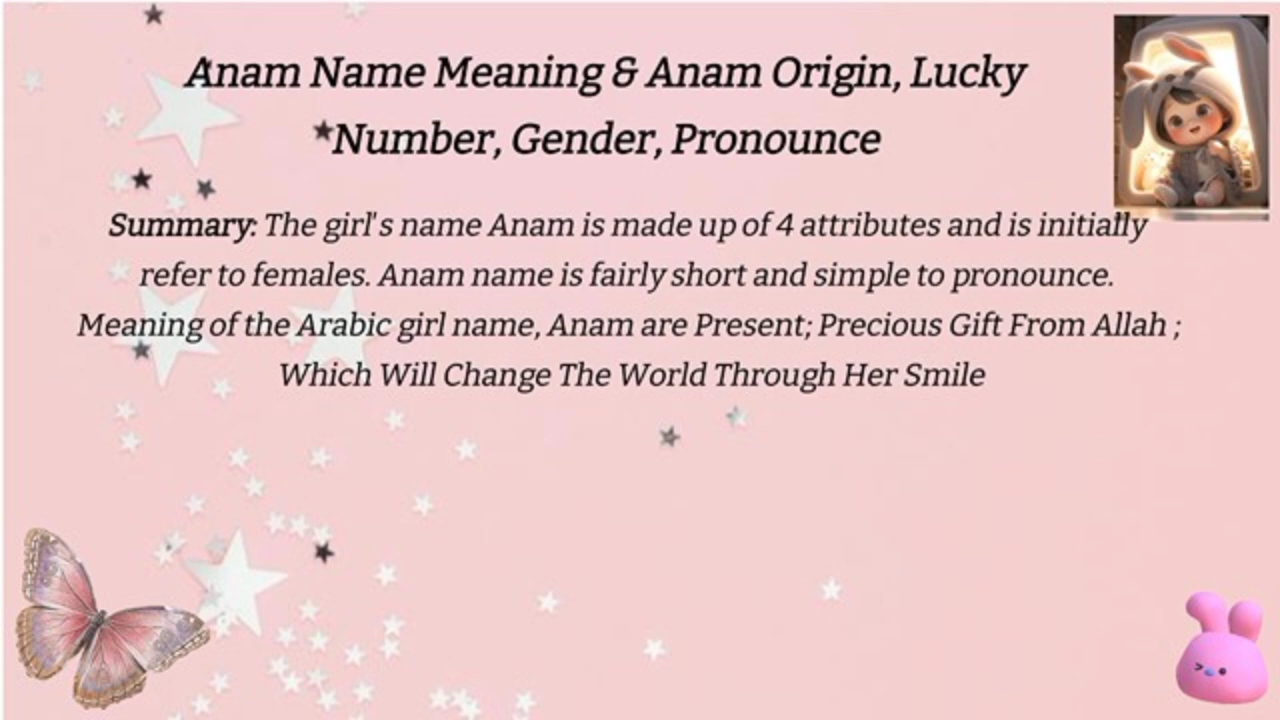 Anam Name Meaning & Anam Origin, Lucky
Number, Gender, Pronounce
Summary: The girl's name Anam is made up of 4 attributes and is initially
refer to females. Anam name is fairly short and simple to pronounce.
Meaning of the Arabic girl name, Anam are Present; Precious Gift From Allah ;
Which Will Change The World Through Her Smile